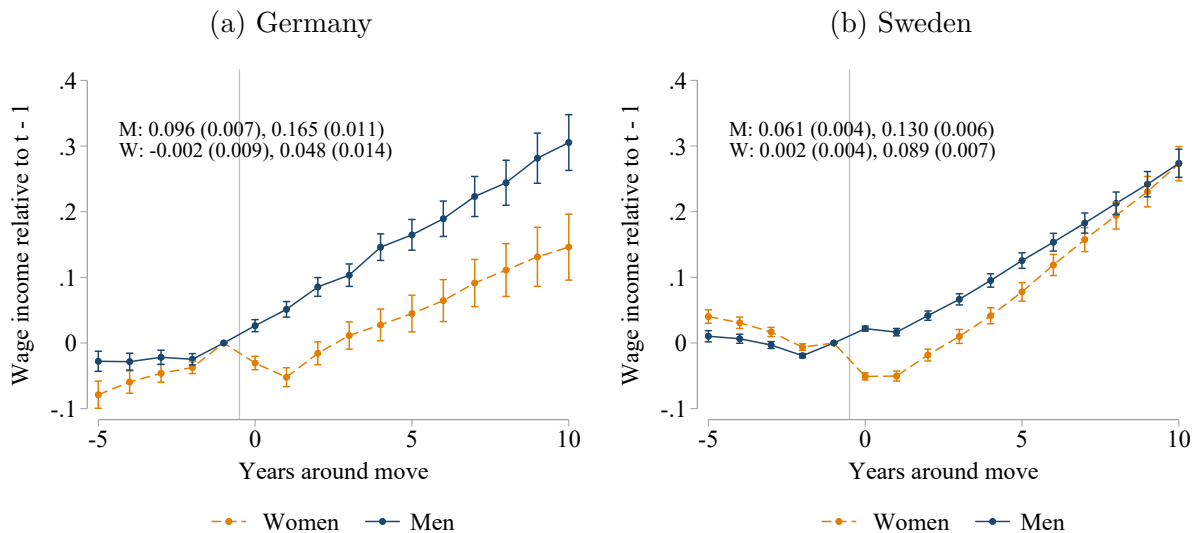 (a) Germany
Wage income relative to t - 1
.4
.3
.2
.1
0
-.1
M: 0.096 (0.007), 0.165 (0.011)
W: -0.002 (0.009), 0.048 (0.014)
-5 0 5 10
Years around move
Women Men
(b) Sweden
Wage income relative to t - 1
.4
.3
.2
.1
0
-.1
M: 0.061 (0.004), 0.130 (0.006)
W: 0.002 (0.004), 0.089 (0.007)
-5 0 5 10
Years around move
Women Men